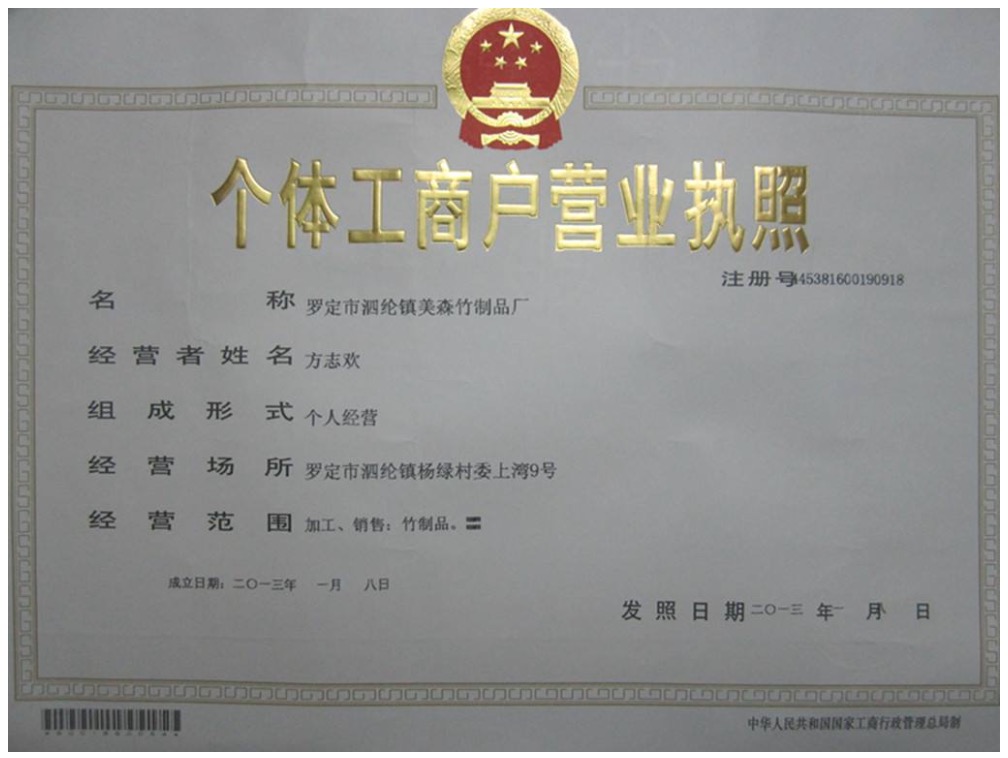 个体工商户营业执照
注册号445381600190918
名称 罗定市泗纶镇美森竹制品厂
经营者姓名 方志欢
组成形式 个人经营
经营场所 罗定市泗纶镇杨绿村委上湾9号
经营范围 加工、销售：竹制品。
成立日期：二〇一三年 一月 八日
发照日期二〇一三年一月八日
中华人民共和国国家工商行政管理总局制